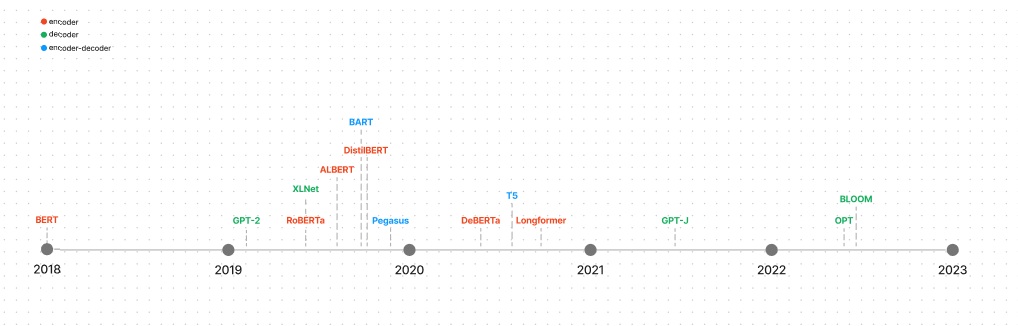 encoder
decoder
encoder-decoder
BART
DistilBERT
ALBERT
XLNet
T5
BLOOM
BERT
GPT-2
RoBERTa
Pegasus
DeBERTa
Longformer
GPT-J
OPT
2018
2019
2020
2021
2022
2023